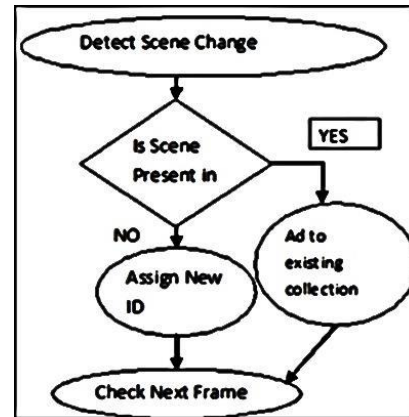 Detect Scene Change
Is Scene
Present in
YES
NO
Assign New
ID
Ad to
existing
collection
Check Next Frame